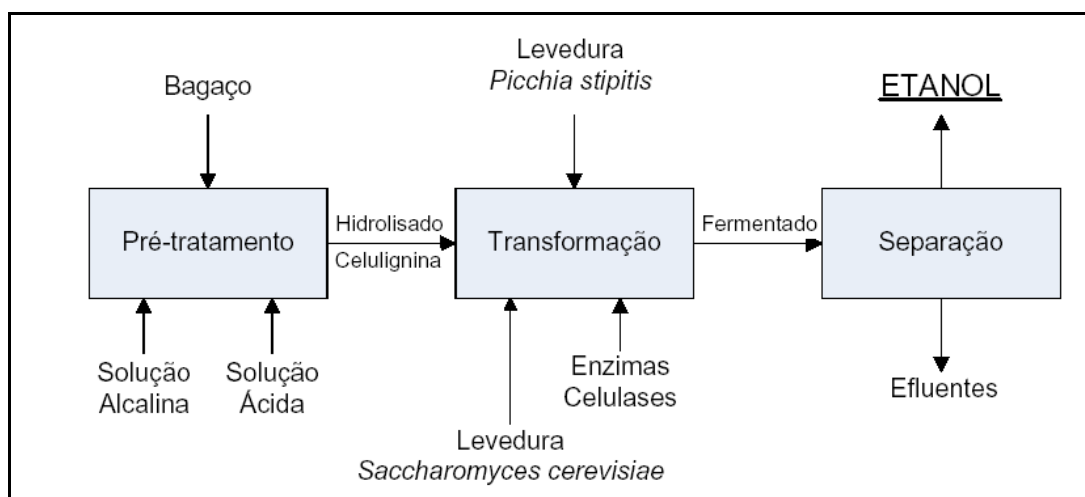 Levedura
Picchia stipitis
Bagaço
ETANOL
Pré-tratamento
Hidrolisado
Celulignina
Transformação
Fermentado
Separação
Solução
Alcalina
Solução
Ácida
Enzimas
Celulases
Efluentes
Levedura
Saccharomyces cerevisiae